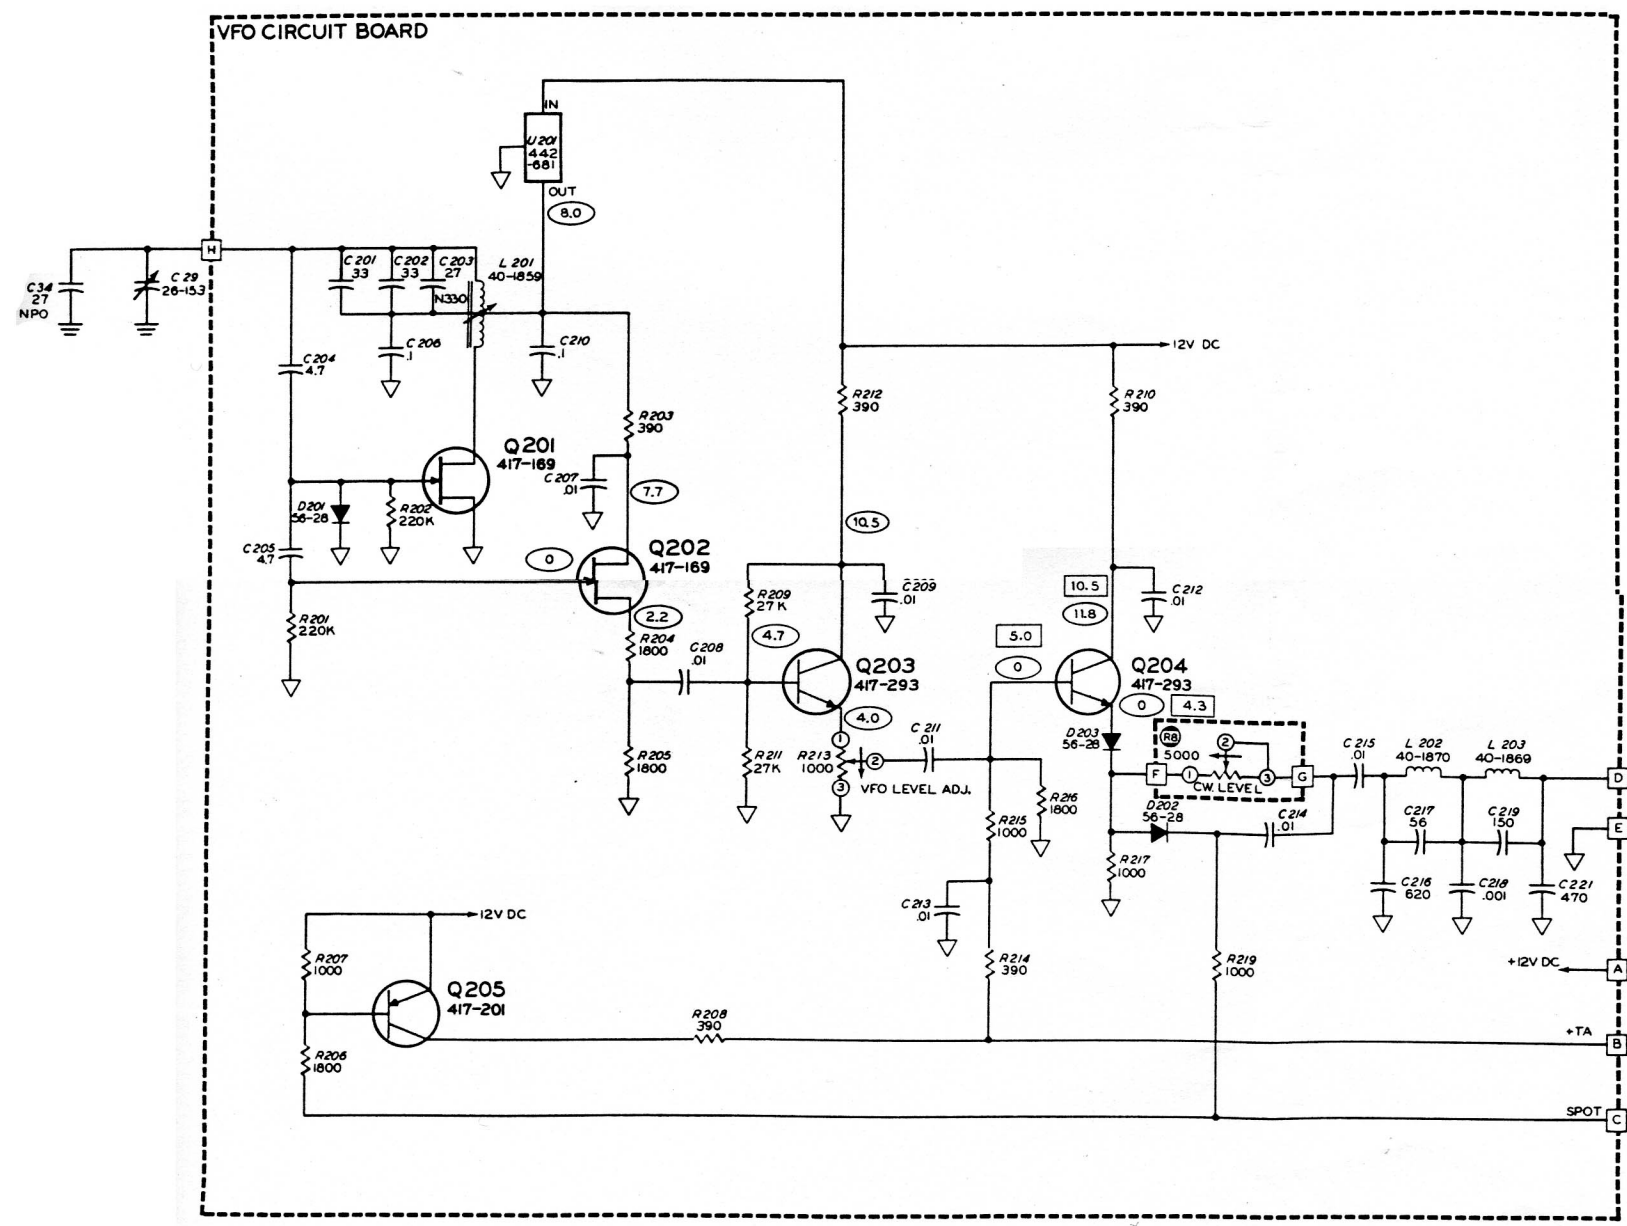 VFO CIRCUIT BOARD
IN
U201
442
-681
OUT
8.0
H
C34
27
NPO
C29
26-153
C201
33
C202
33
C203
27
N330
L201
40-1859
C204
4.7
C206
.1
C210
.1
12V DC
R203
390
R212
390
R210
390
Q201
417-169
C207
.01
7.7
D201
56-28
R202
220K
10.5
C205
4.7
0
Q202
417-169
R209
27K
C209
.01
10.5
11.8
C212
.01
R201
220K
2.2
R204
1800
C208
.01
4.7
5.0
0
Q203
417-293
Q204
417-293
4.0
0
4.3
R205
1800
R211
27K
R213
1000
1
2
3
VFO LEVEL ADJ.
C211
.01
D203
56-28
R8
5000
F
1
2
3
G
CW. LEVEL
C215
.01
L202
40-1870
L203
40-1869
D
R216
1800
R215
1000
D202
56-28
C214
.01
C217
56
C219
150
E
R217
1000
C213
.01
C216
620
C218
.001
C221
470
12V DC
R207
1000
R214
390
R219
1000
+12V DC
A
Q205
417-201
R208
390
+TA
B
R206
1800
SPOT
C